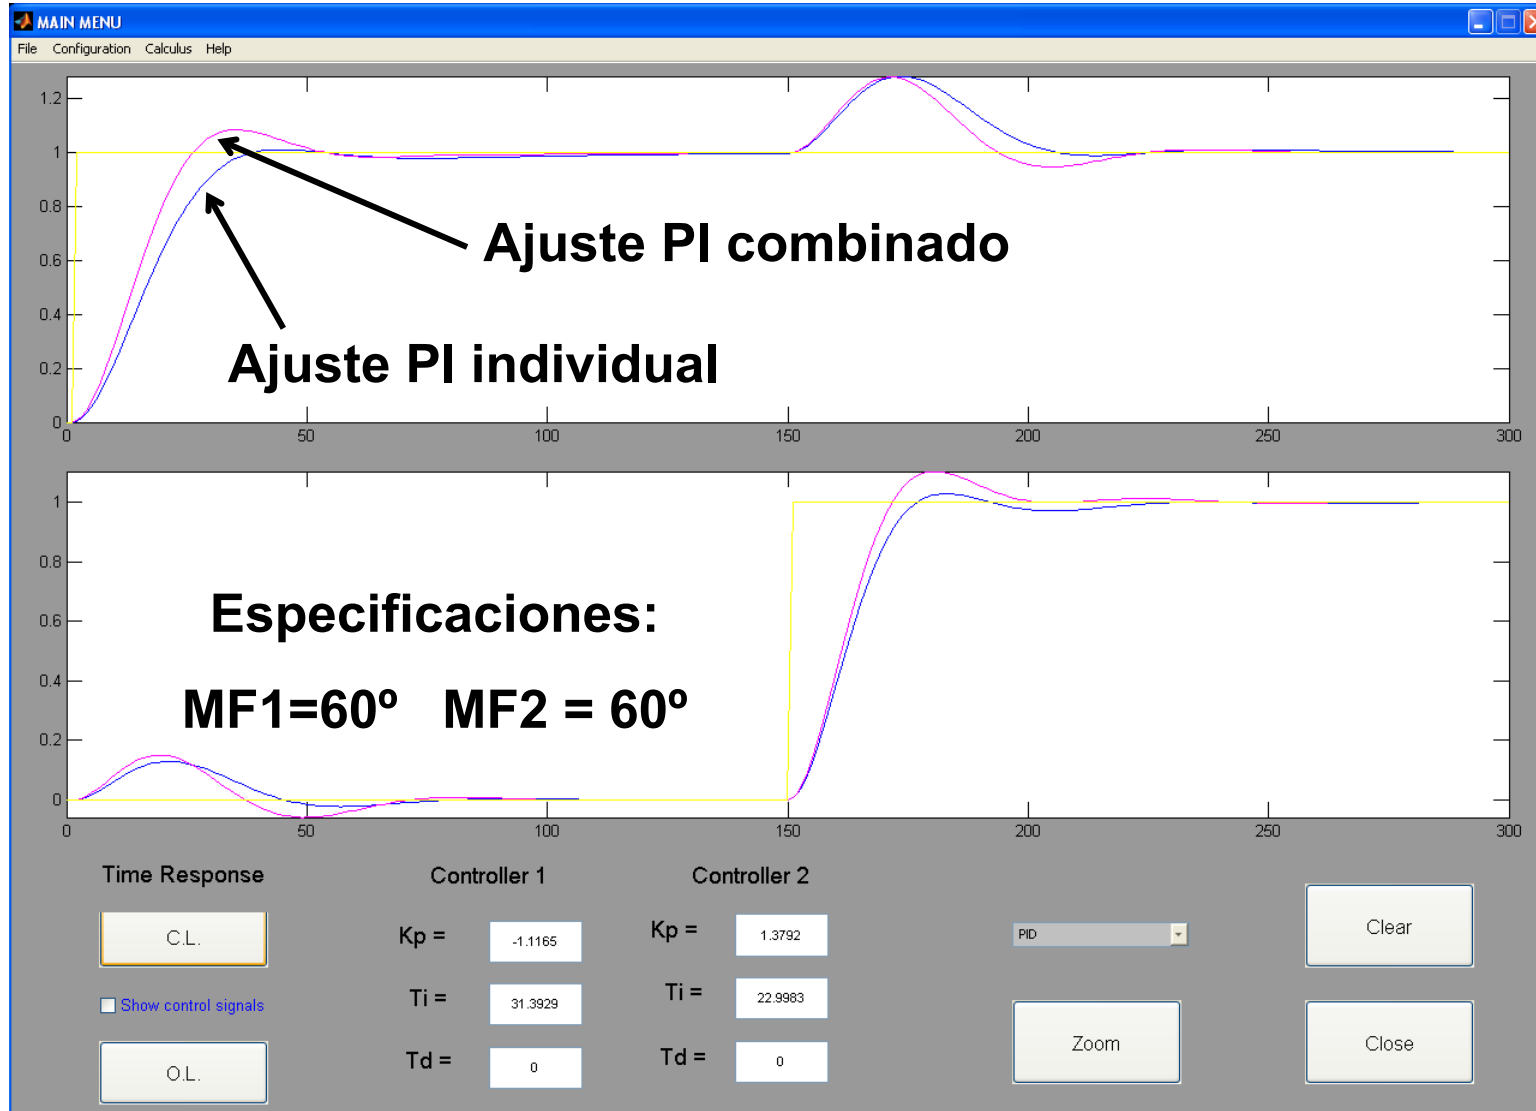 MAIN MENU
File Configuration Calculus Help
1.2
1
0.8
0.6
0.4
0.2
0
0 50 100 150 200 250 300
Ajuste PI combinado
Ajuste PI individual
1
0.8
0.6
0.4
0.2
0
0 50 100 150 200 250 300
Especificaciones:
MF1=60º MF2 = 60º
Time Response Controller 1 Controller 2
C.L. Kp = -1.1165 Kp = 1.3792 PID Clear
Show control signals Ti = 31.3929 Ti = 22.9983
O.L. Td = 0 Td = 0 Zoom Close